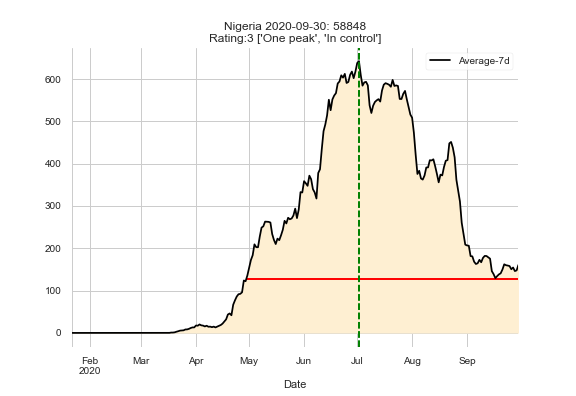 Nigeria 2020-09-30: 58848
Rating:3 ['One peak', 'In control']
Average-7d
600
500
400
300
200
100
0
Feb
2020
Mar
Apr
May
Jun
Jul
Aug
Sep
Date